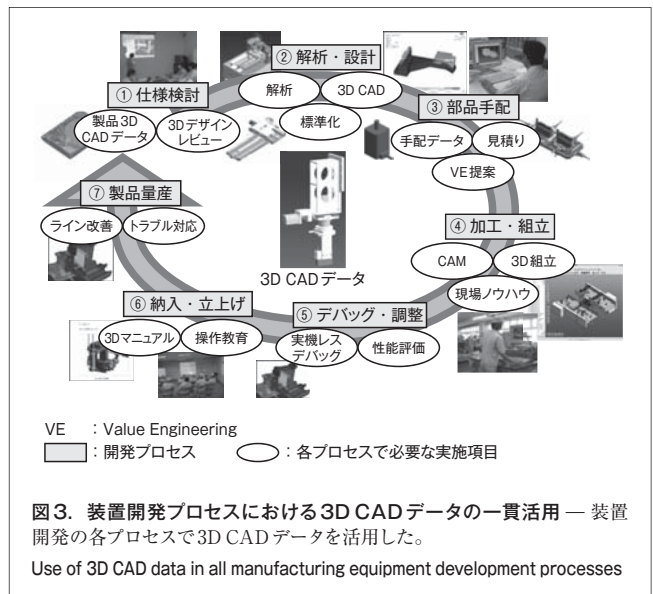 ② 解析・設計
解析
3D CAD
標準化
① 仕様検討
製品3D
CADデータ
3Dデザイン
レビュー
③ 部品手配
手配データ
見積り
VE提案
⑦ 製品量産
ライン改善
トラブル対応
3D CADデータ
④ 加工・組立
CAM
3D組立
現場ノウハウ
⑥ 納入・立上げ
3Dマニュアル
操作教育
⑤ デバッグ・調整
実機レス
デバッグ
性能評価
VE :Value Engineering
:開発プロセス :各プロセスで必要な実施項目
図3. 装置開発プロセスにおける3D CADデータの一貫活用 — 装置
開発の各プロセスで3D CADデータを活用した。
Use of 3D CAD data in all manufacturing equipment development processes